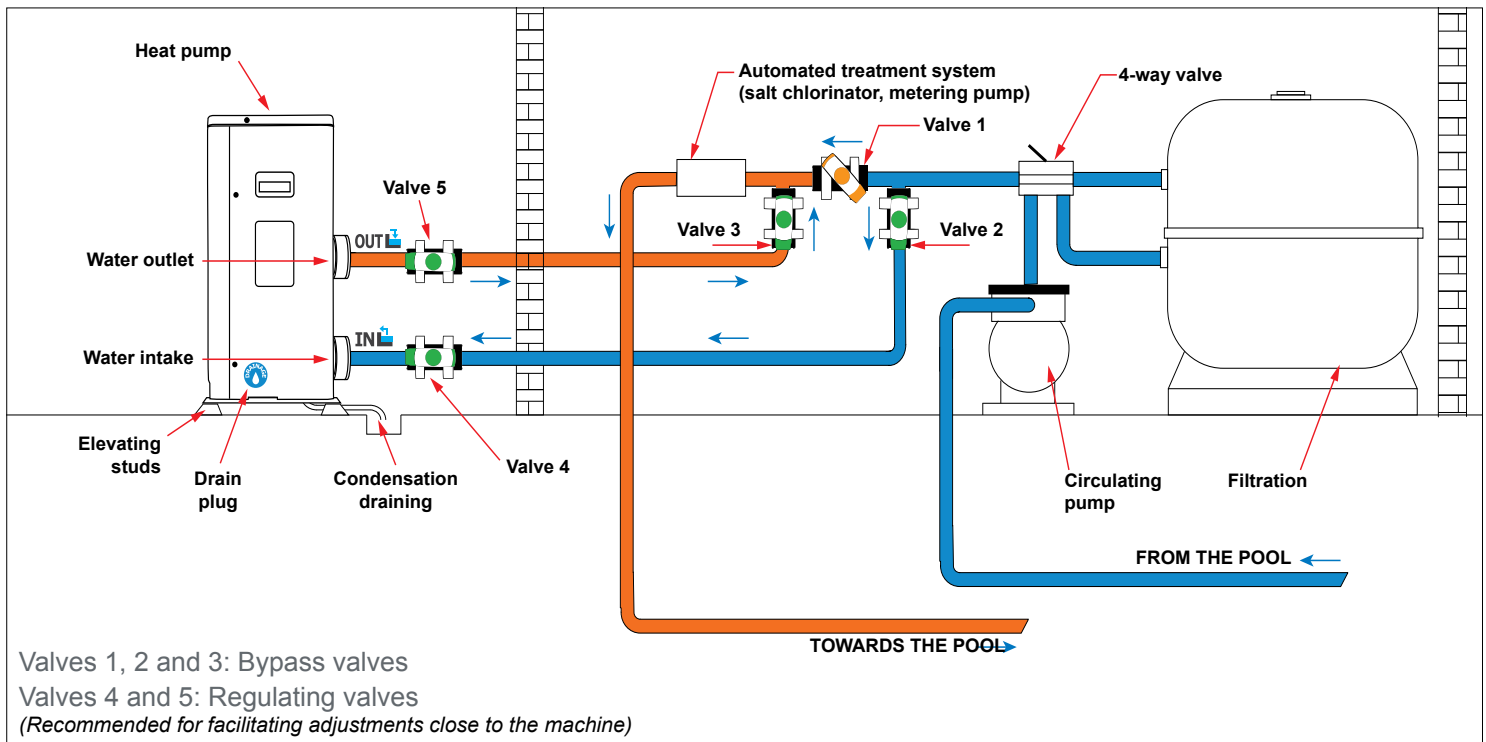 Heat pump
Automated treatment system
(salt chlorinator, metering pump)
4-way valve
Valve 1
Valve 5
Valve 3
Valve 2
OUT
Water outlet
IN
Water intake
DRAINAGE
Elevating
studs
Drain
plug
Condensation
draining
Valve 4
Circulating
pump
Filtration
FROM THE POOL
TOWARDS THE POOL
Valves 1, 2 and 3: Bypass valves
Valves 4 and 5: Regulating valves
(Recommended for facilitating adjustments close to the machine)